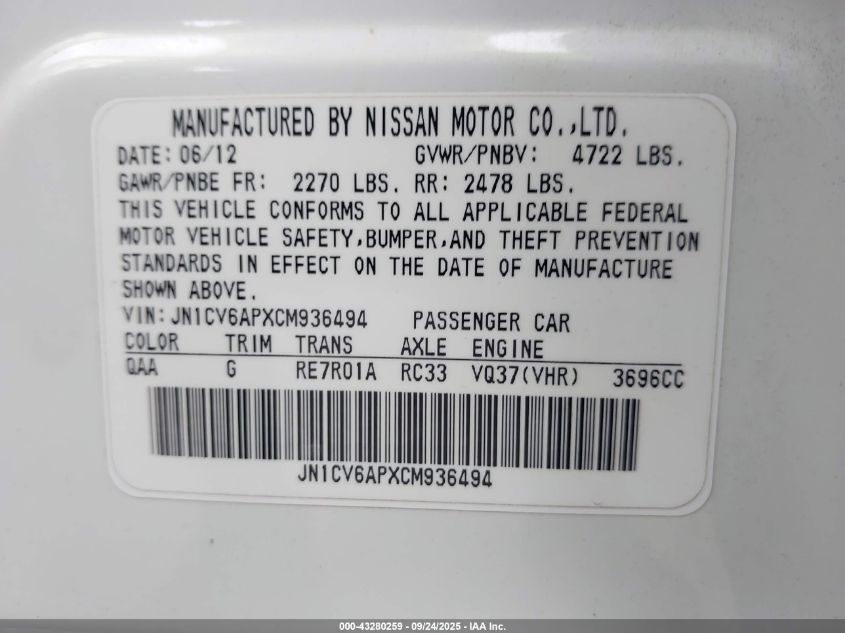 MANUFACTURED BY NISSAN MOTOR CO.,LTD.
DATE: 06/12 GVWR/PNBV: 4722 LBS.
GAWR/PNBE FR: 2270 LBS. RR: 2478 LBS.
THIS VEHICLE CONFORMS TO ALL APPLICABLE FEDERAL
MOTOR VEHICLE SAFETY,BUMPER,AND THEFT PREVENTION
STANDARDS IN EFFECT ON THE DATE OF MANUFACTURE
SHOWN ABOVE.
VIN: JN1CV6APXCM936494 PASSENGER CAR
COLOR TRIM TRANS AXLE ENGINE
QAA G RE7R01A RC33 VQ37(VHR) 3696CC
JN1CV6APXCM936494
000-43280259 - 09/24/2025 - IAA Inc.